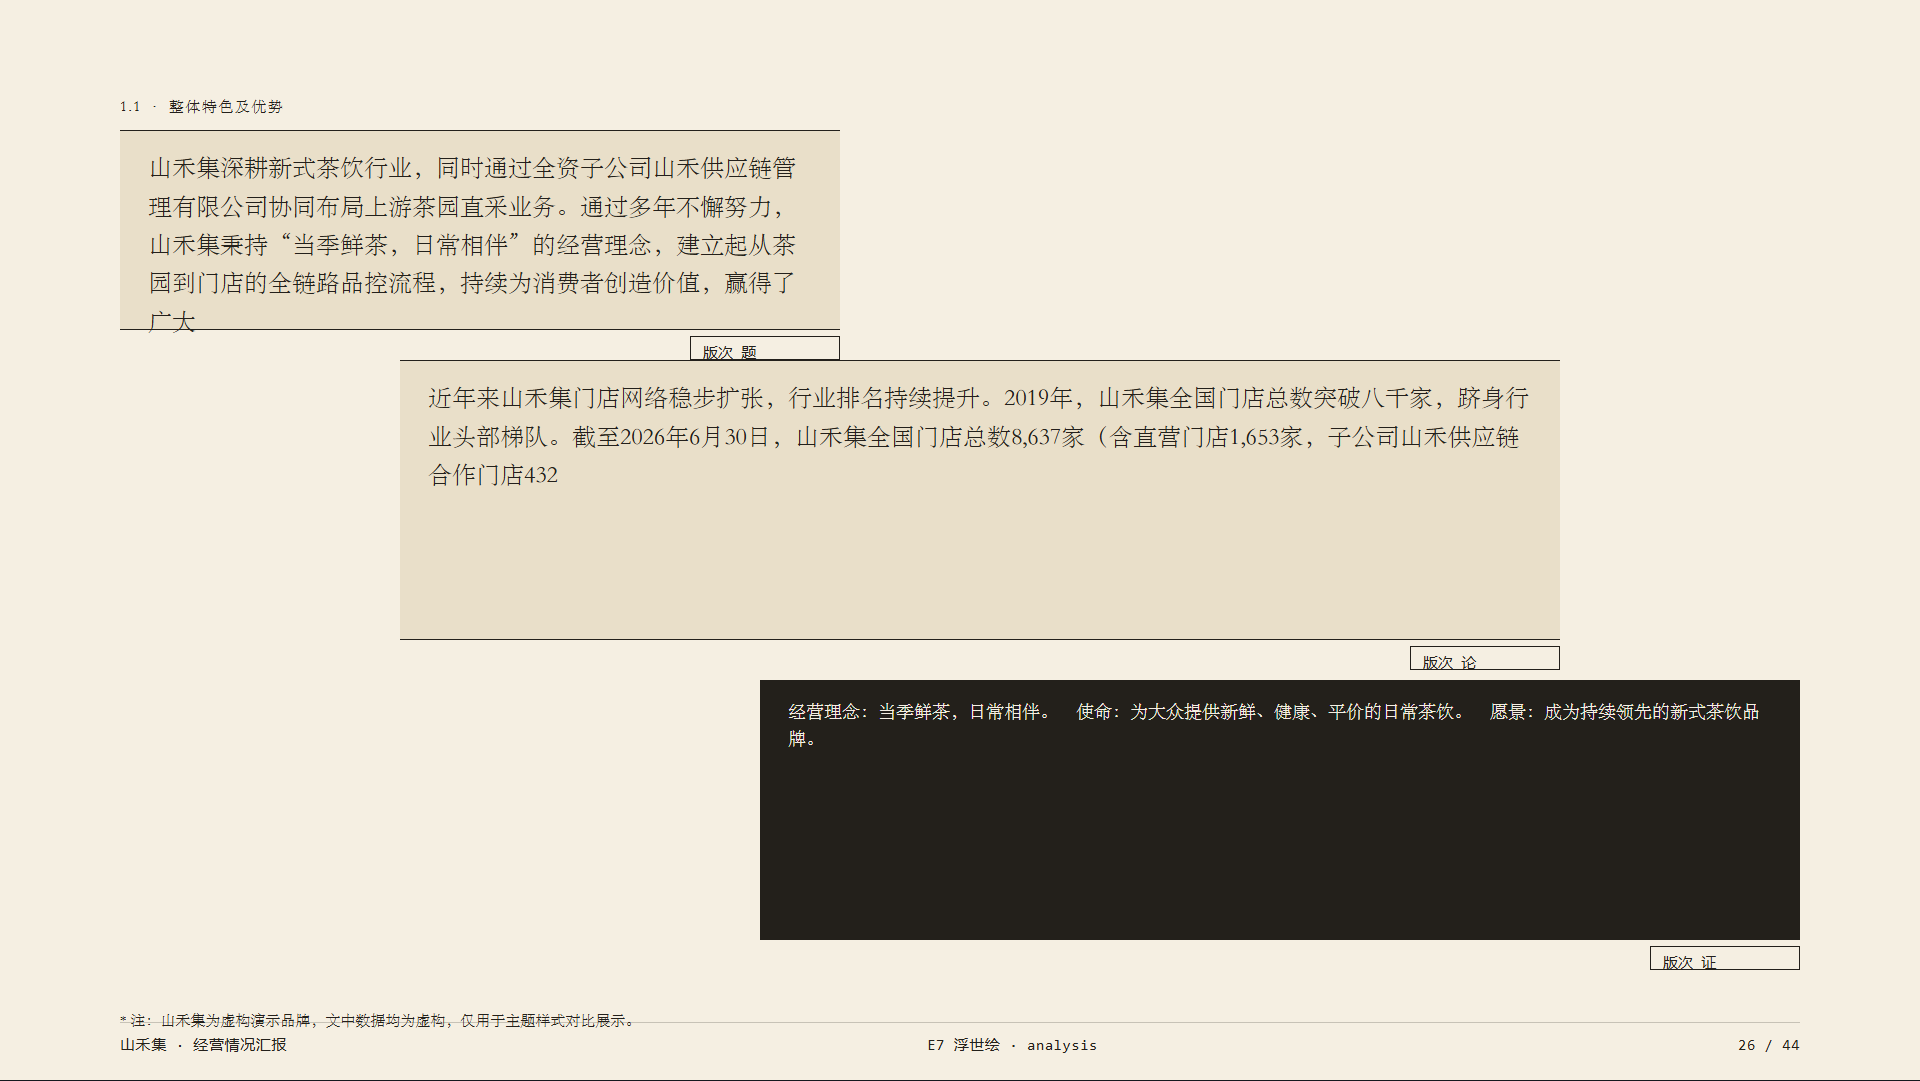 1.1 · 整体特色及优势
山禾集深耕新式茶饮行业，同时通过全资子公司山禾供应链管
理有限公司协同布局上游茶园直采业务。通过多年不懈努力，
山禾集秉持“当季鲜茶，日常相伴”的经营理念，建立起从茶
园到门店的全链路品控流程，持续为消费者创造价值，赢得了
广大
版次 题
近年来山禾集门店网络稳步扩张，行业排名持续提升。2019年，山禾集全国门店总数突破八千家，跻身行
业头部梯队。截至2026年6月30日，山禾集全国门店总数8,637家（含直营门店1,653家，子公司山禾供应链
合作门店432
版次 论
经营理念：当季鲜茶，日常相伴。 使命：为大众提供新鲜、健康、平价的日常茶饮。 愿景：成为持续领先的新式茶饮品
牌。
版次 证
* 注：山禾集为虚构演示品牌，文中数据均为虚构，仅用于主题样式对比展示。
山禾集 · 经营情况汇报
E7 浮世绘 · analysis
26 / 44